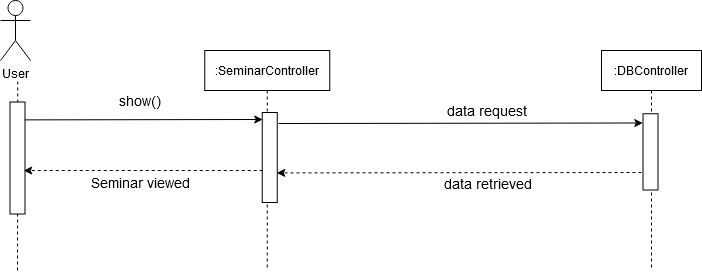 User
:SeminarController
:DBController
show()
data request
Seminar viewed
data retrieved